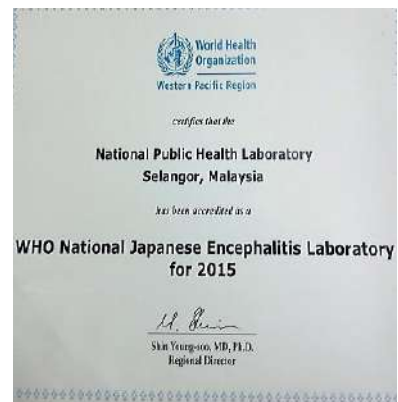 World Health
Organization
Western Pacific Region
certifies that the
National Public Health Laboratory
Selangor, Malaysia
has been accredited as a
WHO National Japanese Encephalitis Laboratory
for 2015
Shin Young-soo, MD, Ph.D.
Regional Director